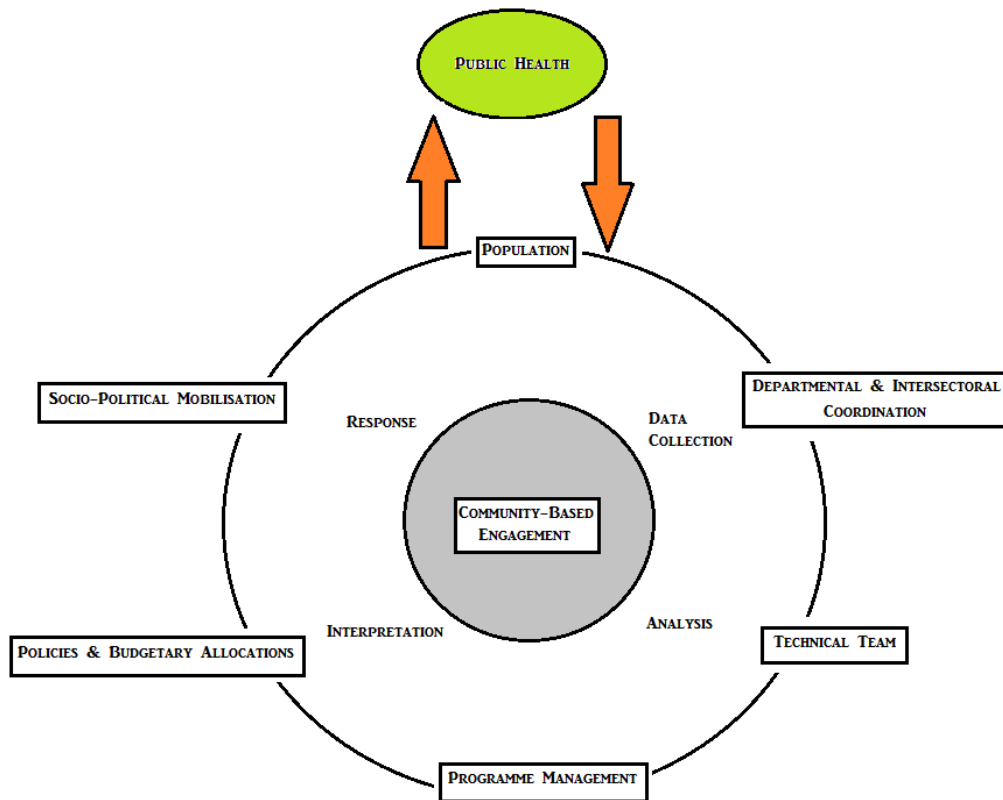 Public Health
Population
Socio-Political Mobilisation
Departmental & Intersectoral
Coordination
Response
Data
Collection
Community-Based
Engagement
Interpretation
Analysis
Policies & Budgetary Allocations
Technical Team
Programme Management